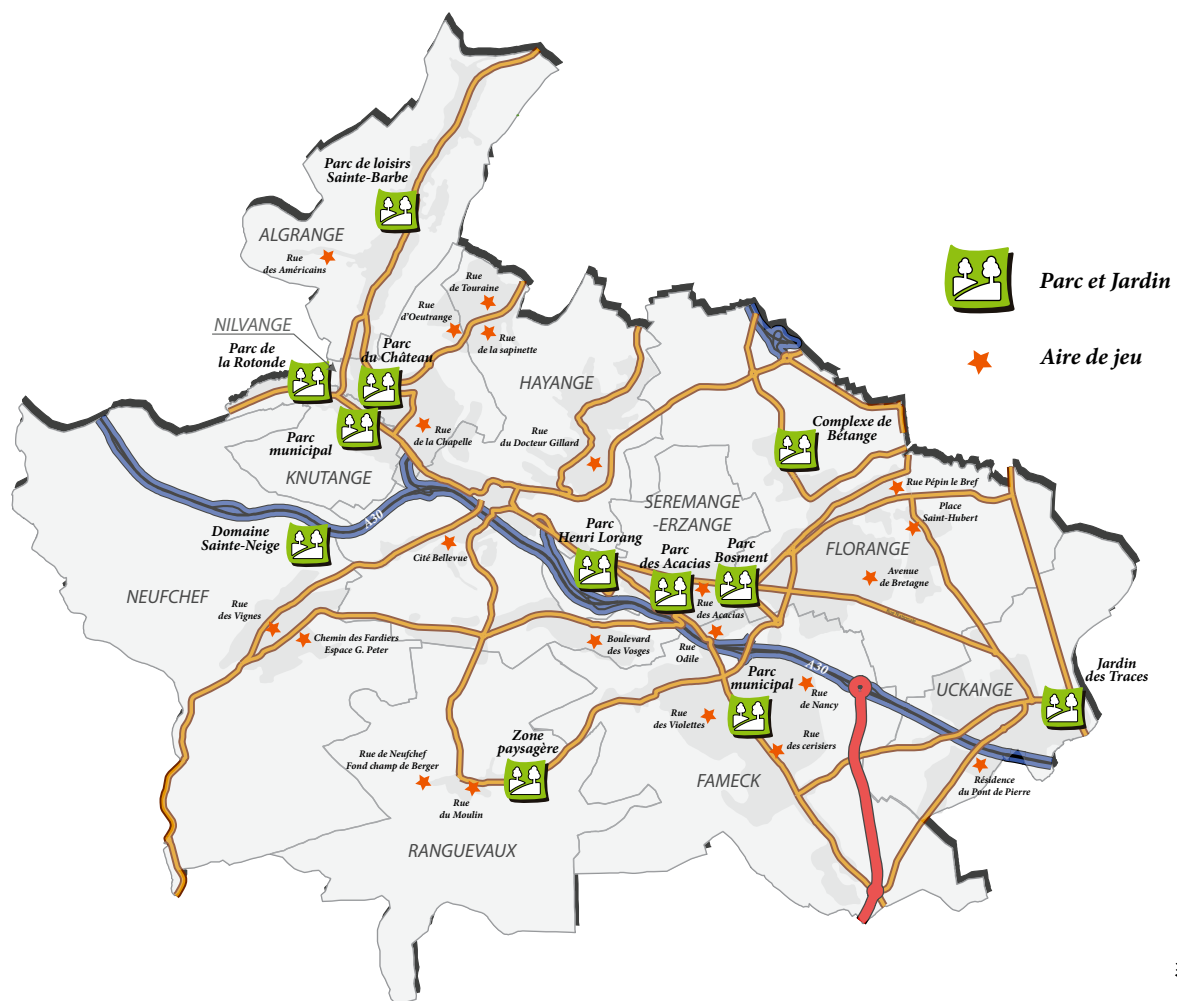 Parc de loisirs
Sainte-Barbe
ALGRANGE
Rue
des Américains
Parc et Jardin
Aire de jeu
Rue
de Touraine
Rue
d'Oeutrange
Rue
de la sapinette
NILVANGE
Parc de
la Rotonde
Parc
du Château
HAYANGE
Parc
municipal
Rue
de la Chapelle
Rue
du Docteur Gillard
Complexe de
Bétange
KNUTANGE
SEREMANGE
-ERZANGE
Rue Pépin le Bref
Place
Saint-Hubert
A30
Domaine
Sainte-Neige
Cité Bellevue
Parc
Henri Lorang
Parc
des Acacias
Parc
Bosment
FLORANGE
Avenue
de Bretagne
NEUFCHEF
Rue
des Vignes
Chemin des Fardiers
Espace G. Peter
Rue
des Acacias
Boulevard
des Vosges
Rue
Odile
A30
Parc
municipal
Rue
de Nancy
UCKANGE
Jardin
des Traces
Rue
des Violettes
Rue
des cerisiers
Zone
paysagère
Rue de Neufchef
Fond champ de Berger
Rue
du Moulin
FAMECK
Résidence
du Pont de Pierre
RANGUEVAUX